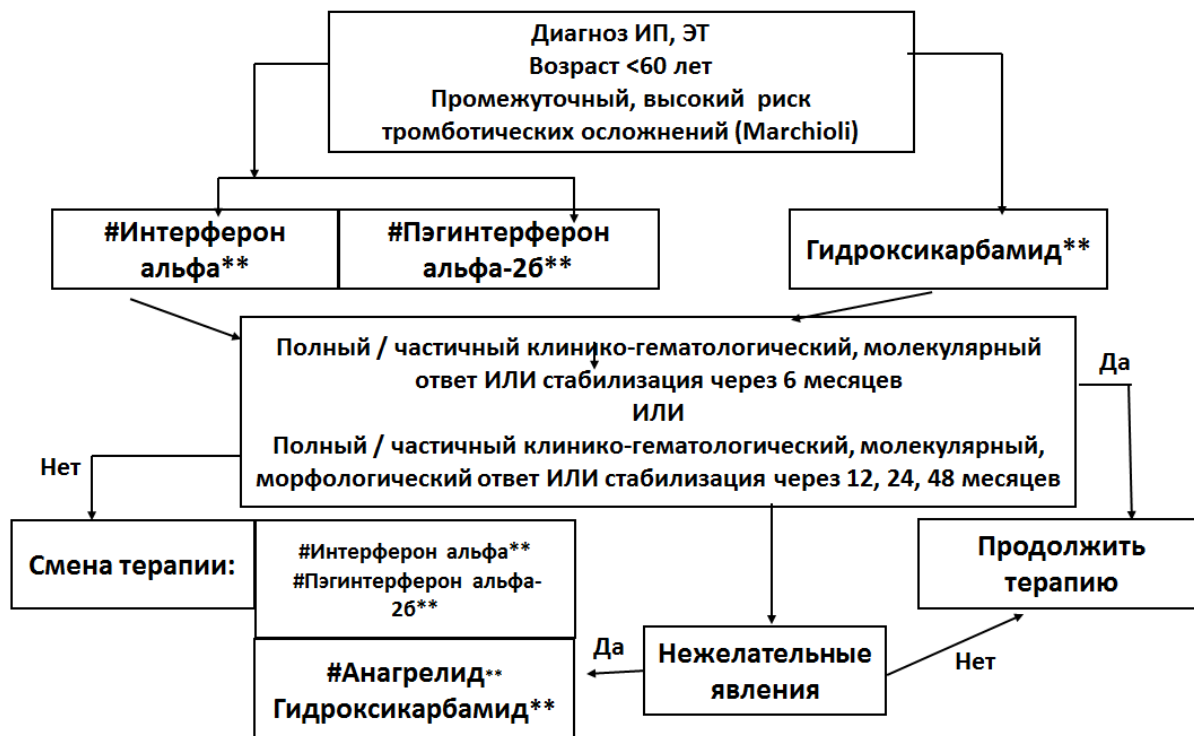 Диагноз ИП, ЭТ
Возраст <60 лет
Промежуточный, высокий риск
тромботических осложнений (Marchioli)
#Интерферон
альфа**
#Пэгинтерферон
альфа-2б**
Гидроксикарбамид**
Полный / частичный клинико-гематологический, молекулярный
ответ ИЛИ стабилизация через 6 месяцев
ИЛИ
Полный / частичный клинико-гематологический, молекулярный,
морфологический ответ ИЛИ стабилизация через 12, 24, 48 месяцев
Да
Нет
Смена терапии:
#Интерферон альфа**
#Пэгинтерферон альфа-
2б**
Продолжить
терапию
#Анагрелид**
Гидроксикарбамид**
Да
Нежелательные
явления
Нет